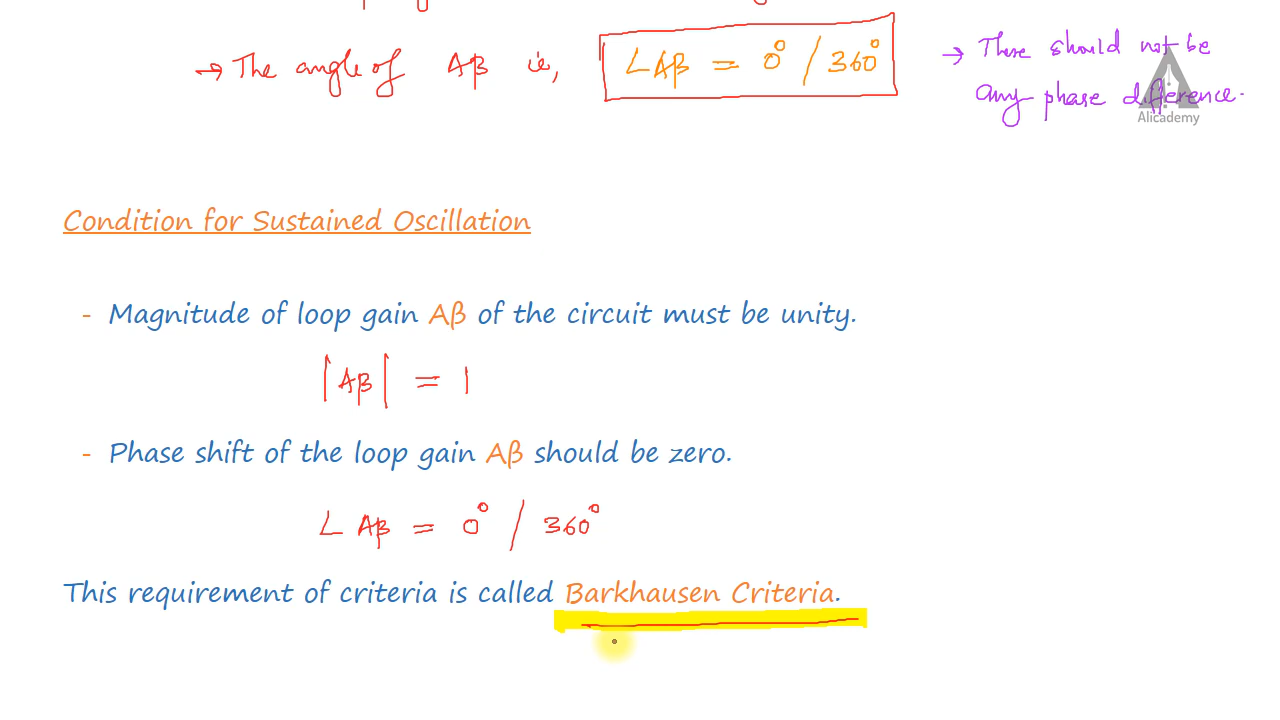 → The angle of Aβ ie, ∠Aβ = 0° / 360°
→ There should not be
any phase difference.
Alicademy
Condition for Sustained Oscillation
- Magnitude of loop gain Aβ of the circuit must be unity.
|Aβ| = 1
- Phase shift of the loop gain Aβ should be zero.
∠ Aβ = 0° / 360°
This requirement of criteria is called Barkhausen Criteria.